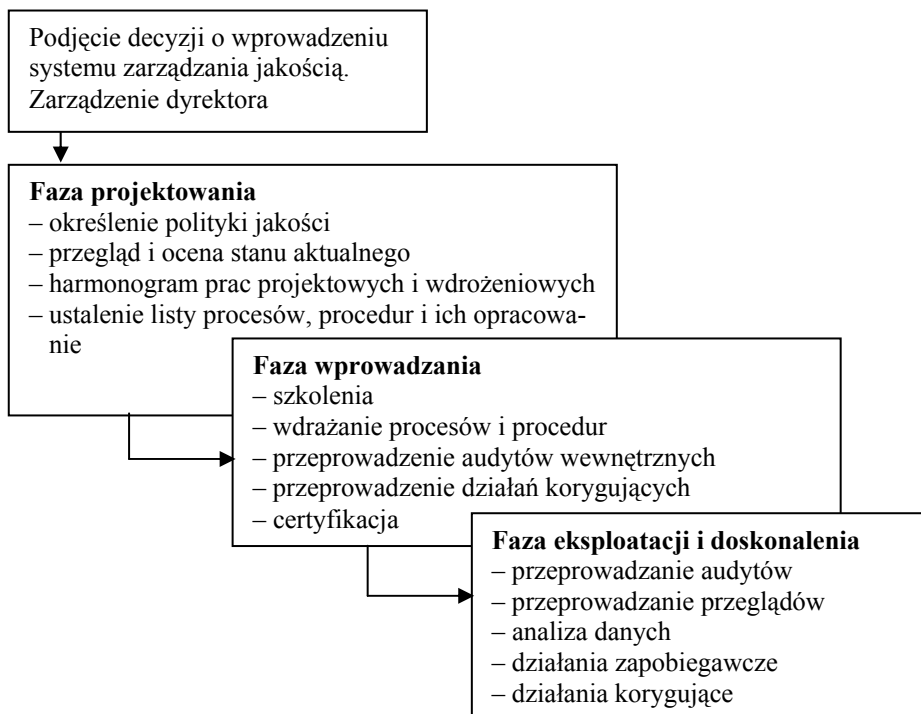 Podjęcie decyzji o wprowadzeniu
systemu zarządzania jakością.
Zarządzenie dyrektora
Faza projektowania
– określenie polityki jakości
– przegląd i ocena stanu aktualnego
– harmonogram prac projektowych i wdrożeniowych
– ustalenie listy procesów, procedur i ich opracowa-
nie
Faza wprowadzania
– szkolenia
– wdrażanie procesów i procedur
– przeprowadzenie audytów wewnętrznych
– przeprowadzenie działań korygujących
– certyfikacja
Faza eksploatacji i doskonalenia
– przeprowadzanie audytów
– przeprowadzanie przeglądów
– analiza danych
– działania zapobiegawcze
– działania korygujące